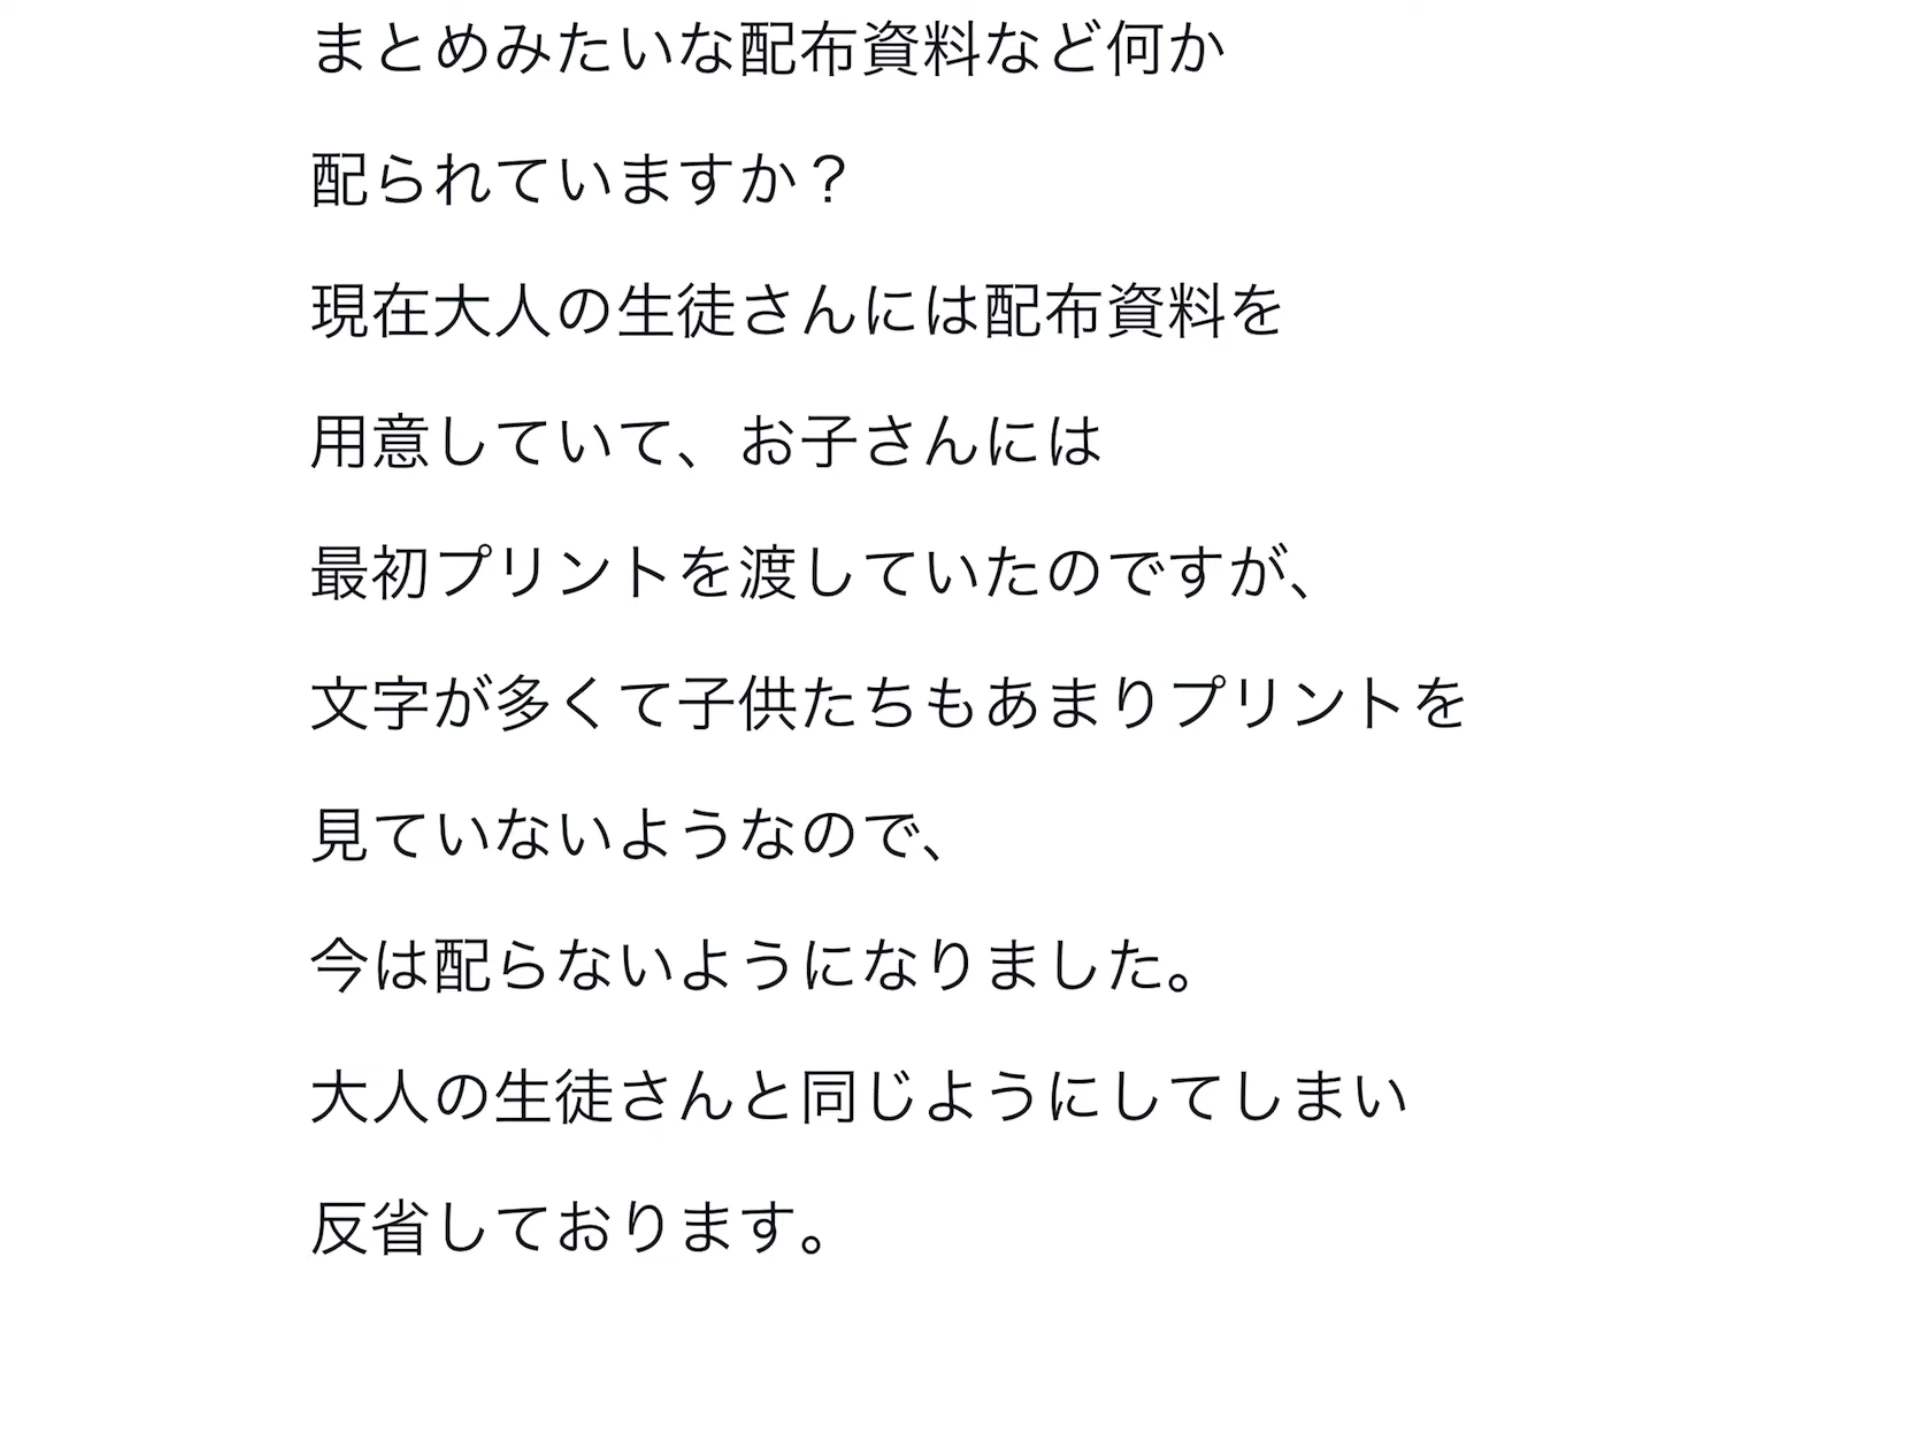 まとめみたいな配布資料など何か
配られていますか？
現在大人の生徒さんには配布資料を
用意していて、お子さんには
最初プリントを渡していたのですが、
文字が多くて子供たちもあまりプリントを
見ていないようなので、
今は配らないようになりました。
大人の生徒さんと同じようにしてしまい
反省しております。